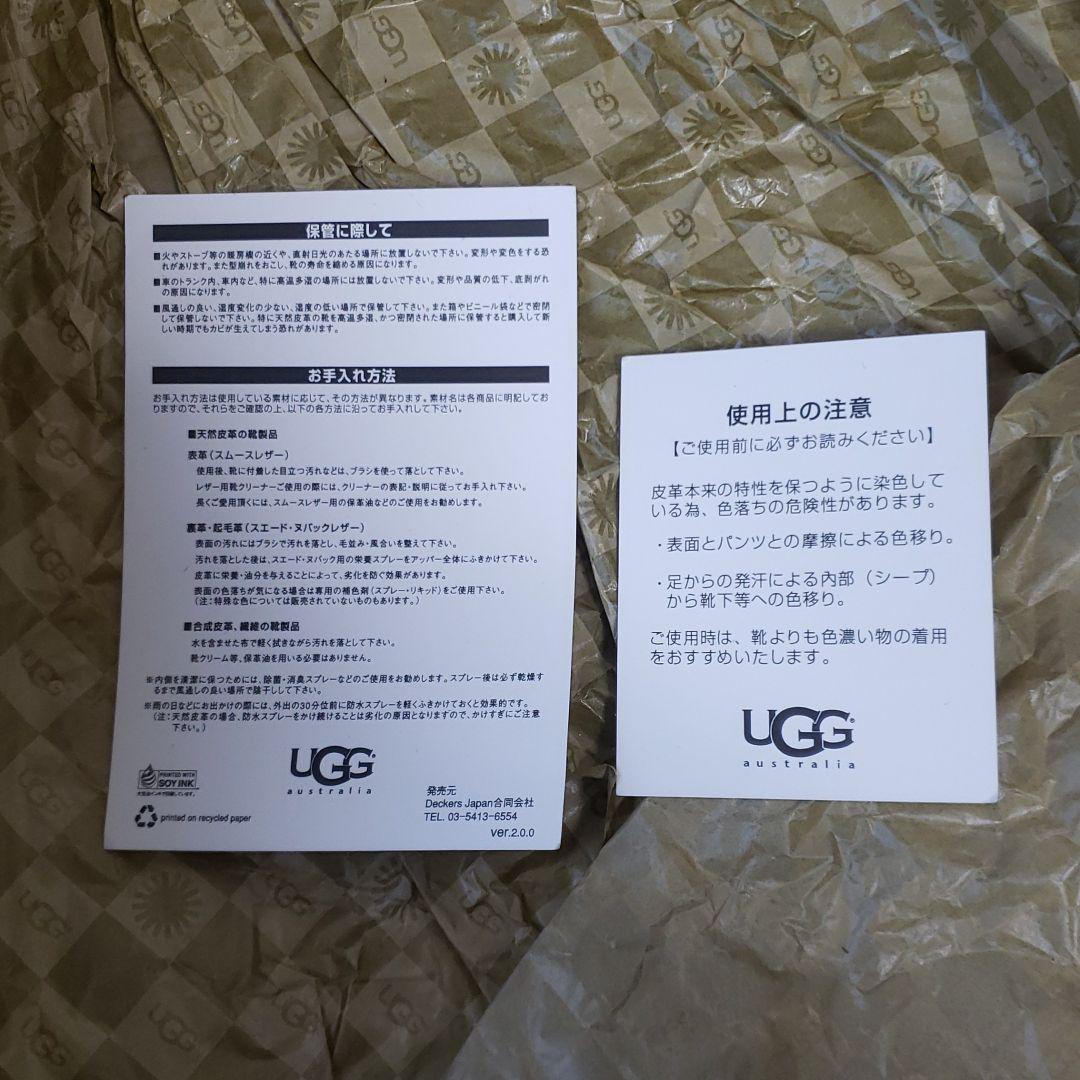 保管に際して
■火やストーブ等の暖房機の近くや、直射日光のあたる場所に放置しないで下さい。変形や変色をする恐
れがあります。また型崩れをおこし、靴の寿命を縮める原因になります。
■車のトランク内、車内など、特に高温多湿の場所には放置しないで下さい。変形や品質の低下、底剥がれ
の原因になります。
■風通しの良い、温度変化の少ない、湿度の低い場所で保管して下さい。また箱やビニール袋などで密閉
して保管しないで下さい。特に天然皮革の靴を高温多湿、かつ密閉された場所に保管すると購入して新
しい時期でもカビが生えてしまう恐れがあります。
お手入れ方法
お手入れ方法は使用している素材に応じて、その方法が異なります。素材名は各商品に明記してお
りますので、それらをご確認の上、以下の各方法に沿ってお手入れして下さい。
■天然皮革の靴製品
表革(スムースレザー)
使用後、靴に付着した目立つ汚れなどは、ブラシを使って落として下さい。
レザー用靴クリーナーご使用の際には、クリーナーの表記・説明に従ってお手入れ下さい。
長くご愛用頂くには、スムースレザー用の保革油などのご使用をお勧めします。
裏革・起毛革(スエード・ヌバックレザー)
表面の汚れにはブラシで汚れを落とし、毛並み・風合いを整えて下さい。
汚れを落とした後は、スエード・ヌバック用の栄養スプレーをアッパー全体にふきかけて下さい。
皮革に栄養・油分を与えることによって、劣化を防ぐ効果があります。
表面の色落ちが気になる場合は専用の補色剤(スプレー・リキッド)をご使用下さい。
(注:特殊な色については販売されていないものもあります。)
■合成皮革、繊維の靴製品
水を含ませた布で軽く拭きながら汚れを落として下さい。
靴クリーム等、保革油を用いる必要はありません。
※内側を清潔に保つためには、除菌・消臭スプレーなどのご使用をお勧めします。スプレー後は必ず乾燥す
るまで風通しの良い場所で陰干しして下さい。
※雨の日などにお出かけの際には、外出の30分位前に防水スプレーを軽くふきかけておくと効果的です。
(注:天然皮革の場合、防水スプレーをかけ続けることは劣化の原因となりますので、かけすぎにご注意
下さい。)
PRINTED WITH
SOY INK
大豆油インキで印刷しています。
printed on recycled paper
UGG
australia
発売元
Deckers Japan合同会社
TEL. 03-5413-6554
ver.2.0.0
使用上の注意
【ご使用前に必ずお読みください】
皮革本来の特性を保つように染色して
いる為、色落ちの危険性があります。
・表面とパンツとの摩擦による色移り。
・足からの発汗による内部(シープ)
から靴下等への色移り。
ご使用時は、靴よりも色濃い物の着用
をおすすめいたします。
UGG®
australia